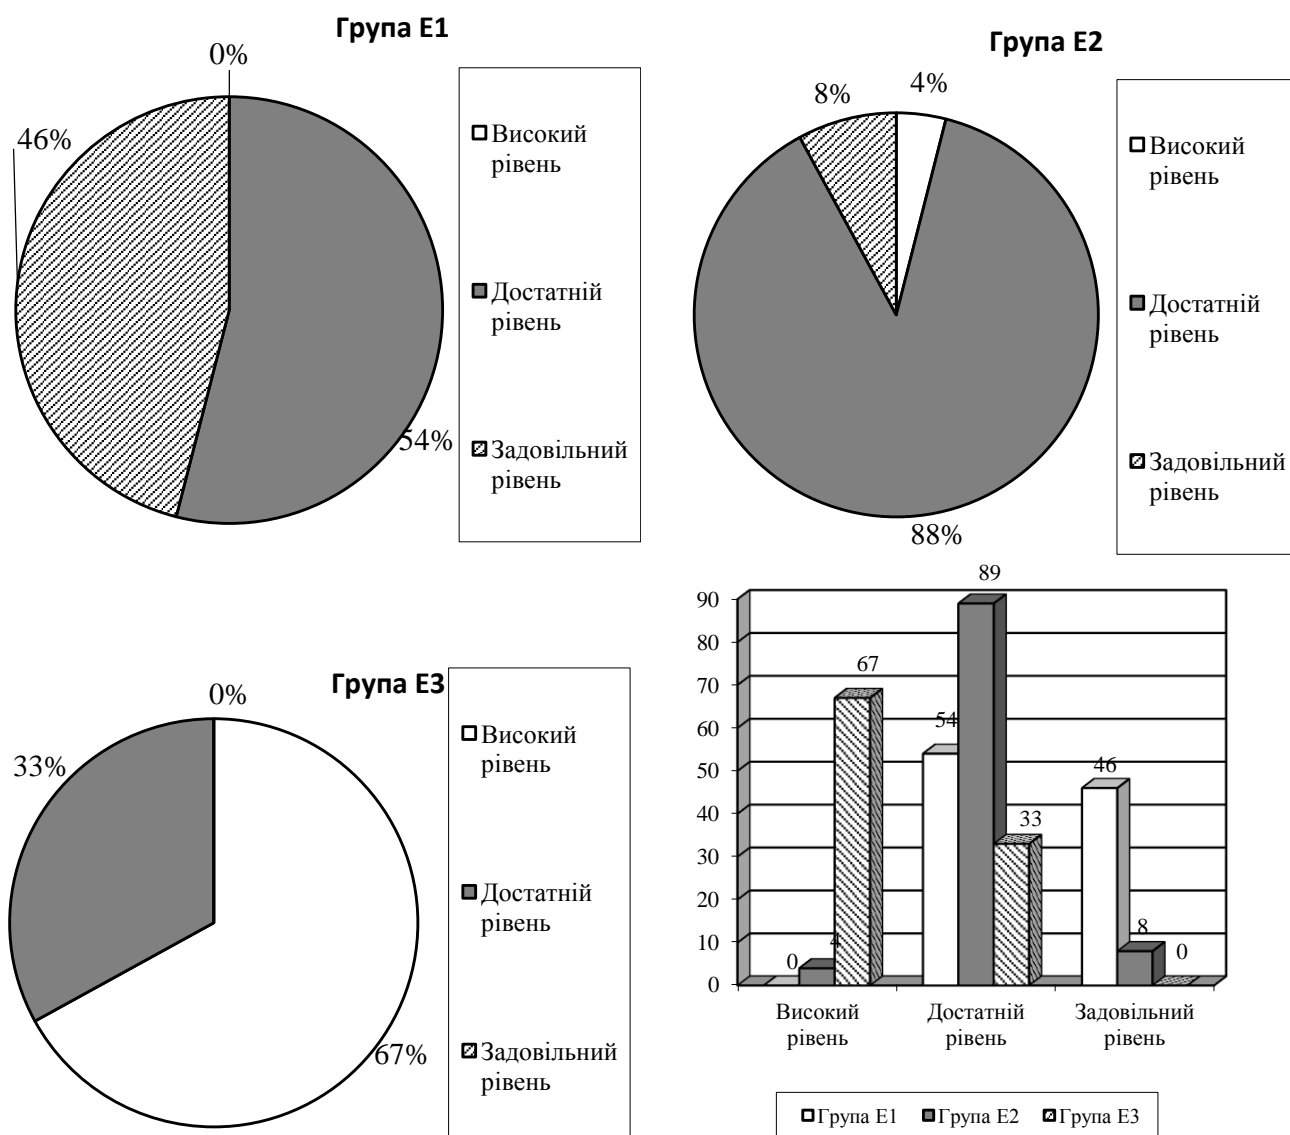 Група Е1
0%
46%
54%
Високий
рівень
Достатній
рівень
Задовільний
рівень
Група Е2
8%
4%
88%
Високий
рівень
Достатній
рівень
Задовільний
рівень
Група Е3
0%
33%
67%
Високий
рівень
Достатній
рівень
Задовільний
рівень
90
80
70
60
50
40
30
20
10
0
0
4
67
54
89
33
46
8
0
Високий
рівень
Достатній
рівень
Задовільний
рівень
Група Е1 Група Е2 Група Е3